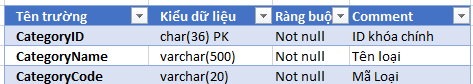 Tên trường Kiểu dữ liệu Ràng buộ Comment
CategoryID char(36) PK Not null ID khóa chính
CategoryName varchar(500) Not null Tên loại
CategoryCode varchar(20) Not null Mã Loại